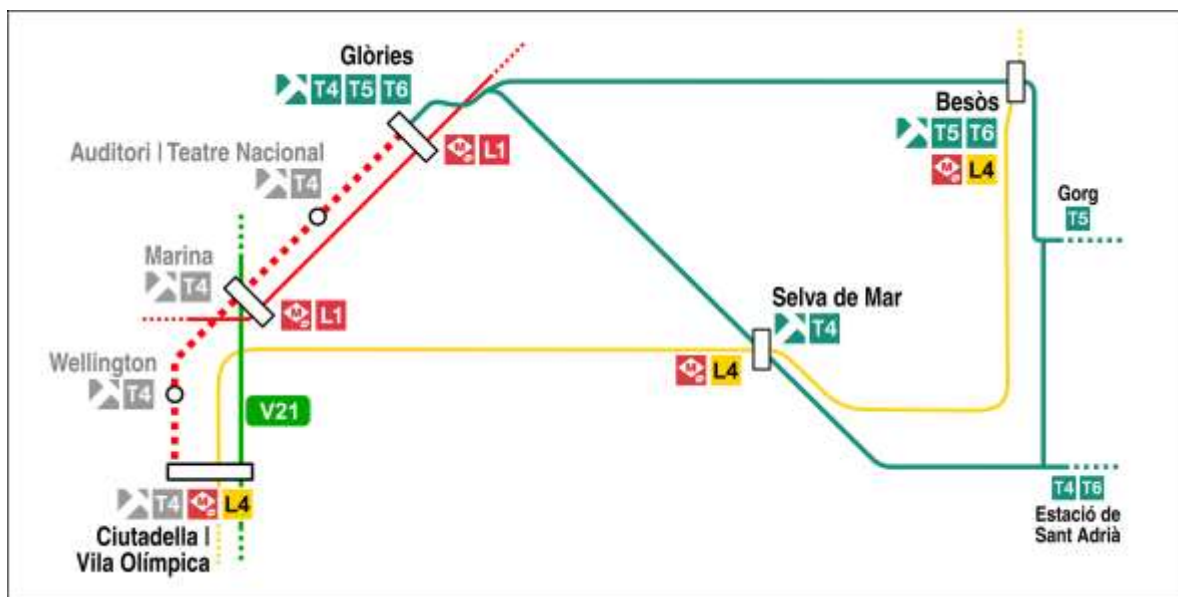 Glòries
T4 T5 T6
M L1
Auditori | Teatre Nacional
T4
Besòs
T5 T6
M L4
Gorg
T5
Marina
T4
M L1
Selva de Mar
T4
M L4
Wellington
T4
V21
T4 M L4
Ciutadella |
Vila Olímpica
T4 T6
Estació de
Sant Adrià